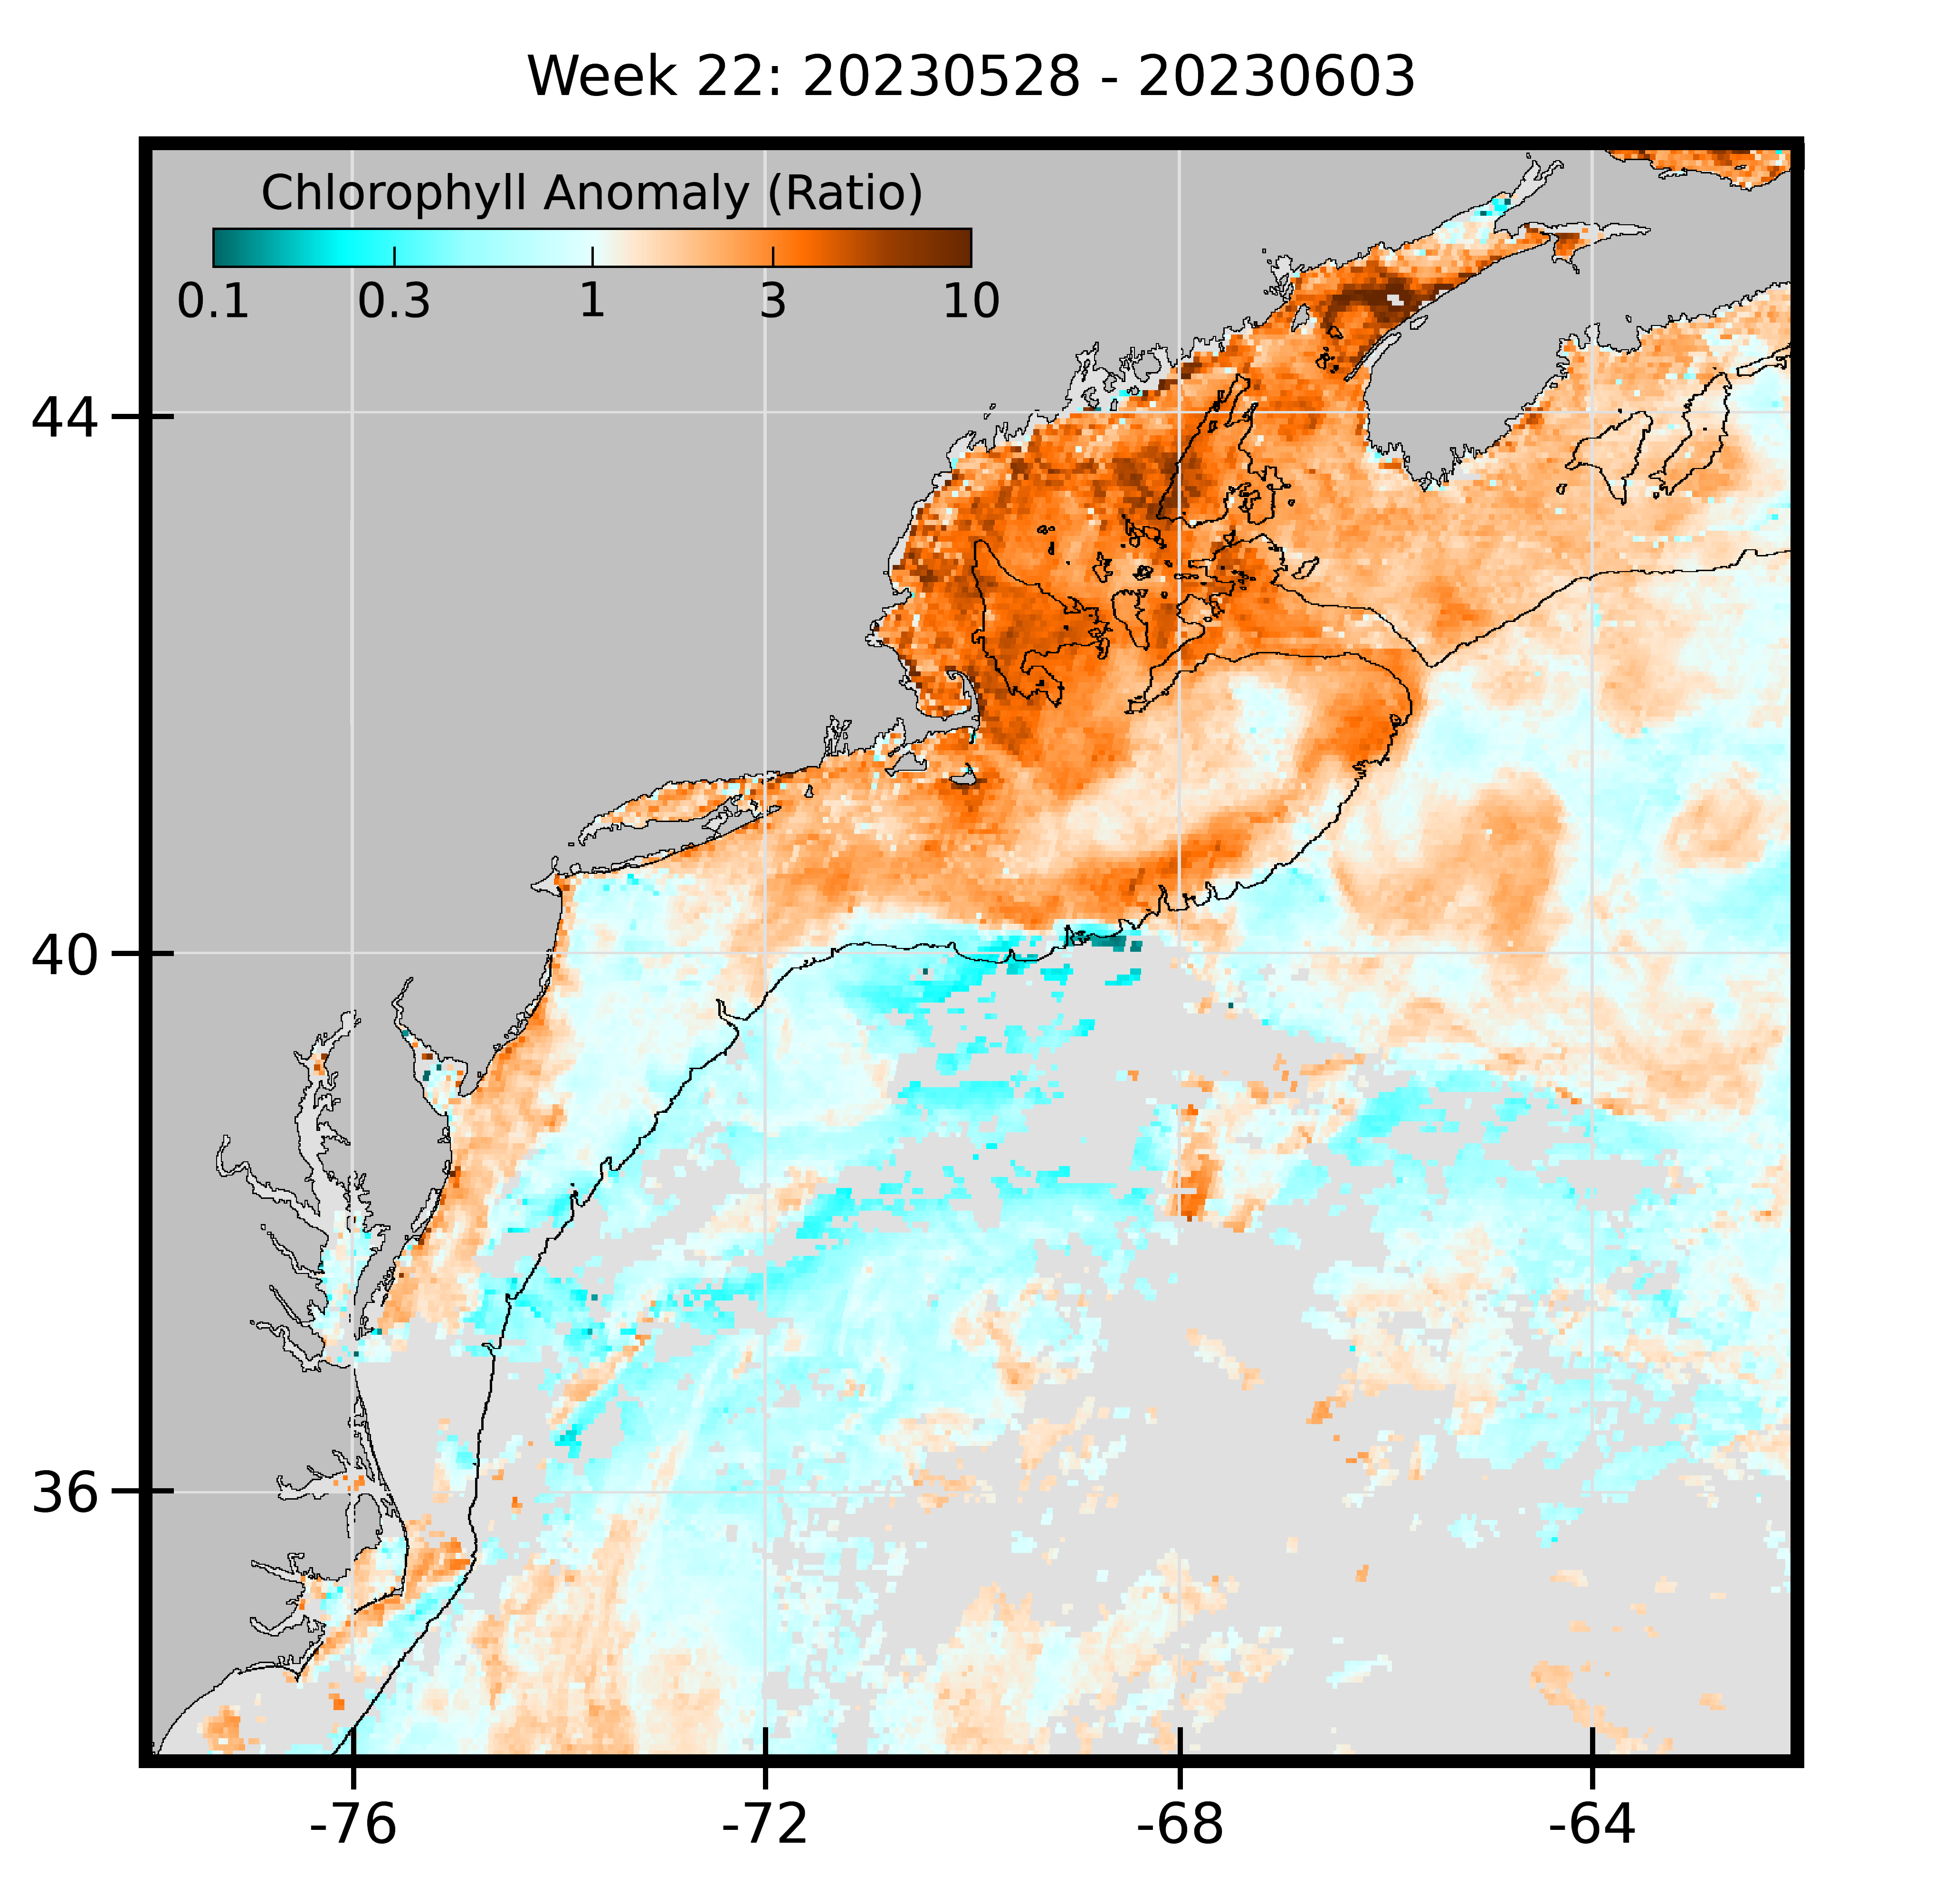 Week 22: 20230528 - 20230603
Chlorophyll Anomaly (Ratio)
0.1 0.3 1 3 10
44
40
36
-76 -72 -68 -64